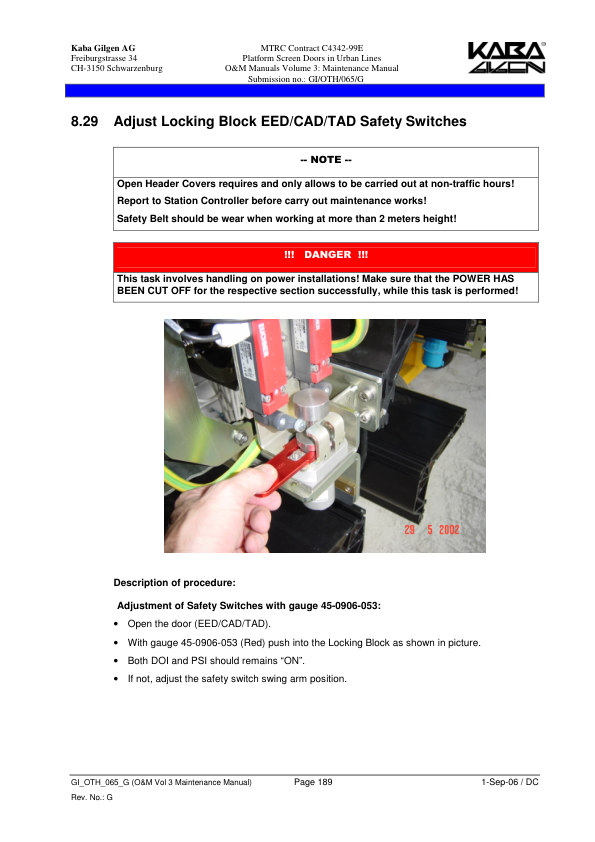 Kaba Gilgen AG
Freiburgstrasse 34
CH-3150 Schwarzenburg
MTRC Contract C4342-99E
Platform Screen Doors in Urban Lines
O&M Manuals Volume 3: Maintenance Manual
Submission no.: GI/OTH/065/G
KABA
GILGEN
8.29 Adjust Locking Block EED/CAD/TAD Safety Switches
-- NOTE --
Open Header Covers requires and only allows to be carried out at non-traffic hours!
Report to Station Controller before carry out maintenance works!
Safety Belt should be wear when working at more than 2 meters height!
!!! DANGER !!!
This task involves handling on power installations! Make sure that the POWER HAS
BEEN CUT OFF for the respective section successfully, while this task is performed!
29 5 2002
Description of procedure:
Adjustment of Safety Switches with gauge 45-0906-053:
• Open the door (EED/CAD/TAD).
• With gauge 45-0906-053 (Red) push into the Locking Block as shown in picture.
• Both DOI and PSI should remains “ON”.
• If not, adjust the safety switch swing arm position.
GI_OTH_065_G (O&M Vol 3 Maintenance Manual) Page 189 1-Sep-06 / DC
Rev. No.: G